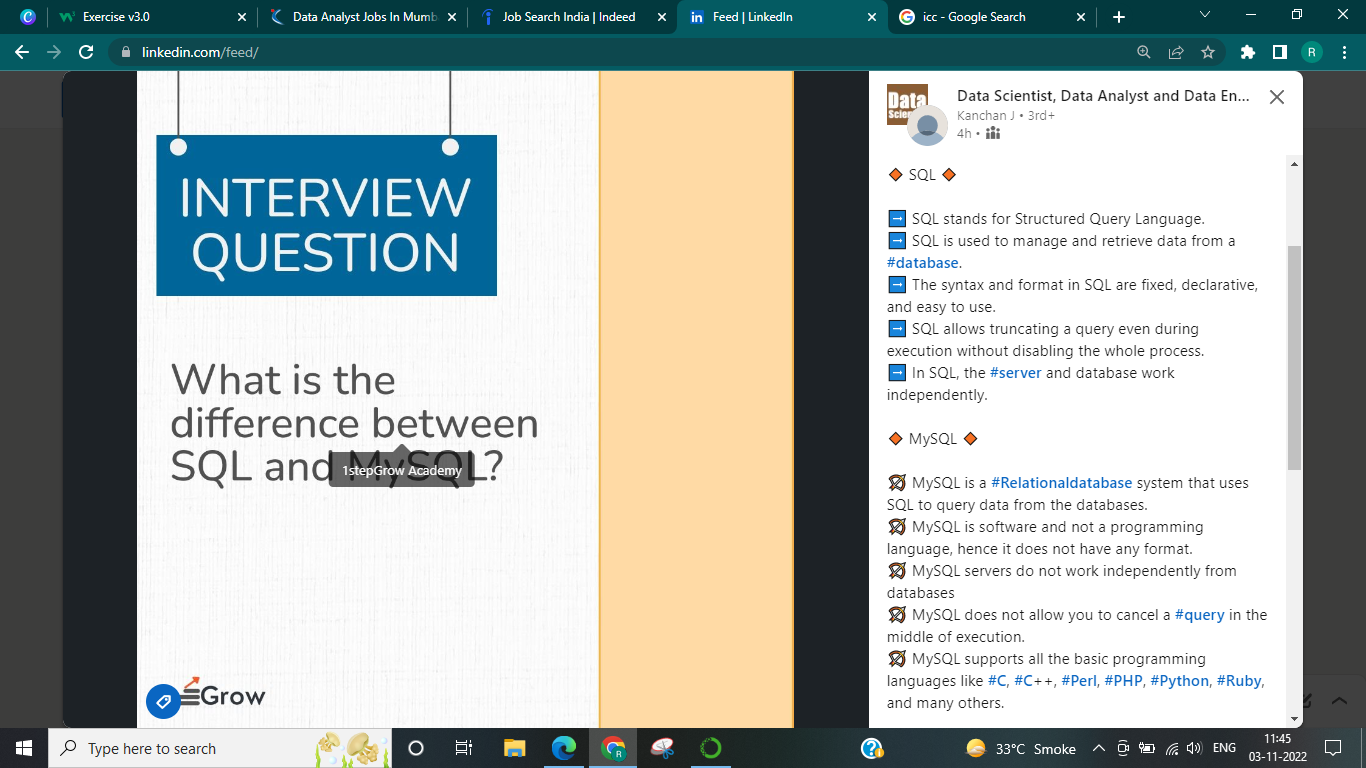 Exercise v3.0
Data Analyst Jobs In Mumb
Job Search India | Indeed
Feed | LinkedIn
icc - Google Search
linkedin.com/feed/
R
INTERVIEW
QUESTION
What is the
difference between
SQL and MySQL?
1stepGrow Academy
Grow
Data Scientist, Data Analyst and Data En...
Kanchan J • 3rd+
4h •
SQL
SQL stands for Structured Query Language.
SQL is used to manage and retrieve data from a
#database.
The syntax and format in SQL are fixed, declarative,
and easy to use.
SQL allows truncating a query even during
execution without disabling the whole process.
In SQL, the #server and database work
independently.
MySQL
MySQL is a #Relationaldatabase system that uses
SQL to query data from the databases.
MySQL is software and not a programming
language, hence it does not have any format.
MySQL servers do not work independently from
databases
MySQL does not allow you to cancel a #query in the
middle of execution.
MySQL supports all the basic programming
languages like #C, #C++, #Perl, #PHP, #Python, #Ruby,
and many others.
Type here to search
33°C Smoke
ENG
11:45
03-11-2022